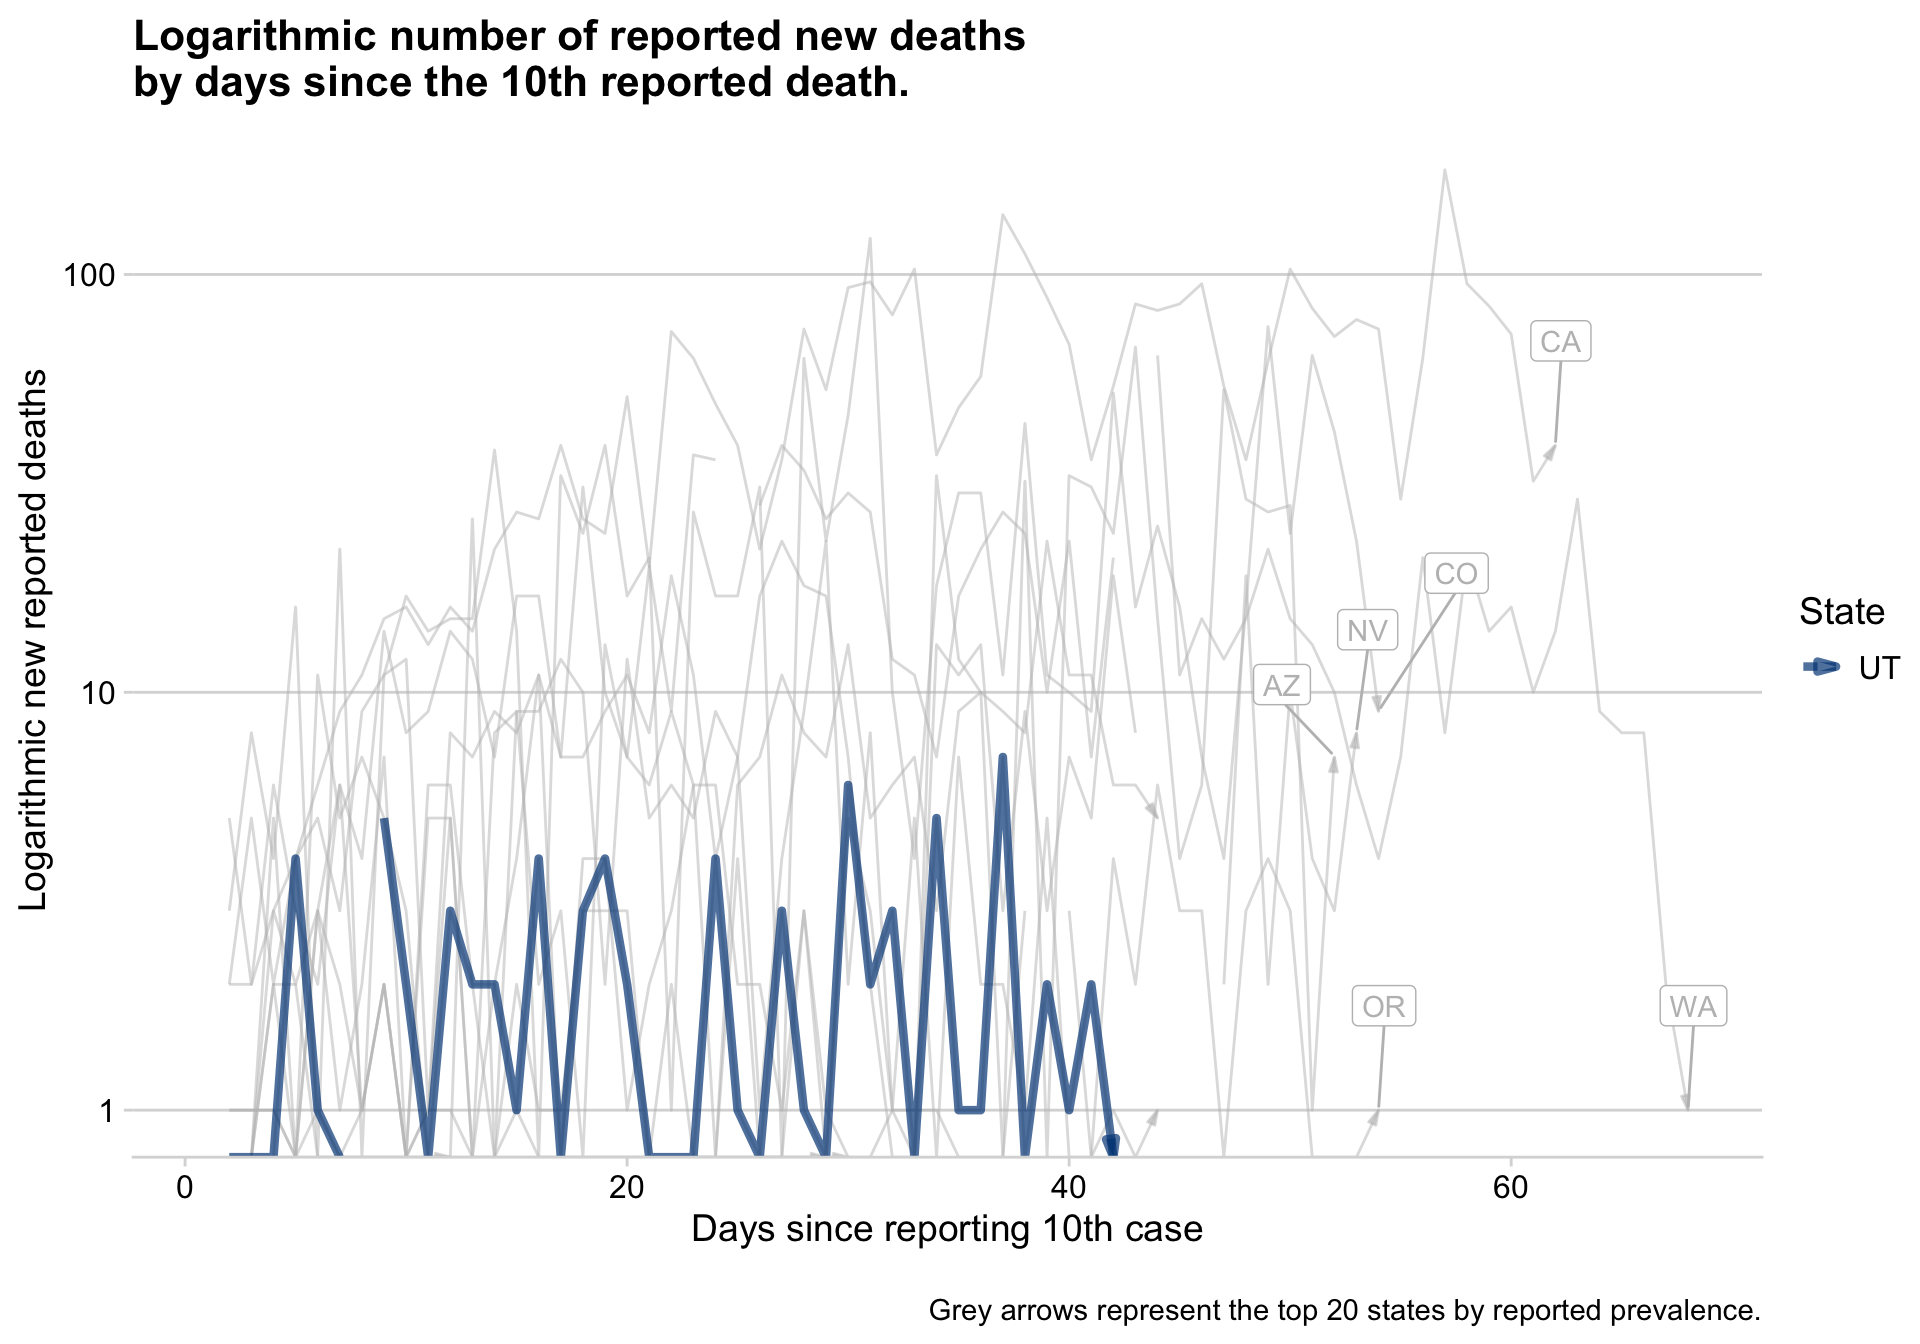 Logarithmic number of reported new deaths
by days since the 10th reported death.
Logarithmic new reported deaths
100
10
1
CA
CO
NV
AZ
OR
WA
State
UT
0
20
40
60
Days since reporting 10th case
Grey arrows represent the top 20 states by reported prevalence.